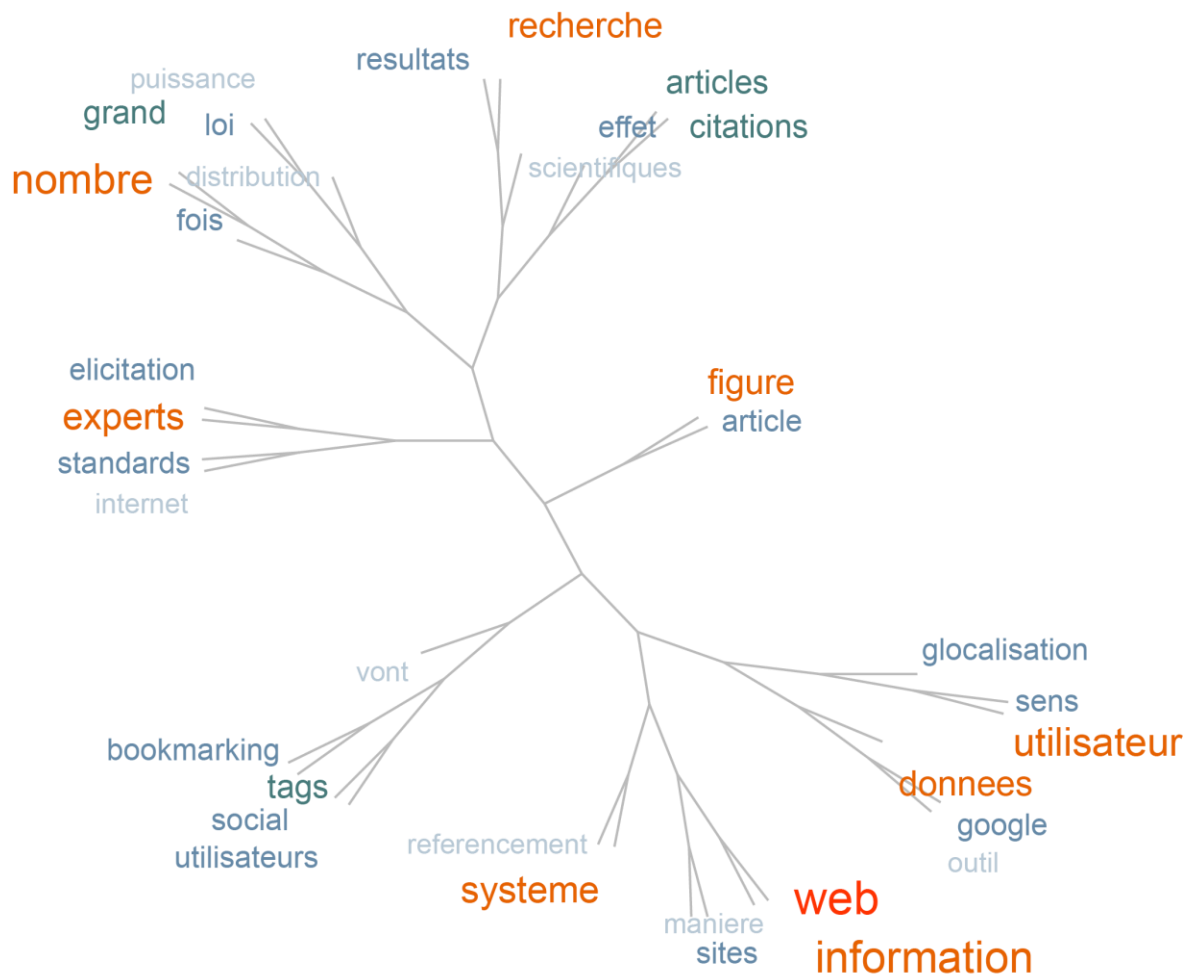 recherche
resultats
puissance
articles
grand
loi
effet
citations
nombre
distribution
scientifiques
fois
elicitation
figure
experts
article
standards
internet
glocalisation
vont
sens
utilisateur
bookmarking
tags
donnees
social
google
utilisateurs
referencement
outil
systeme
web
maniere
sites
information